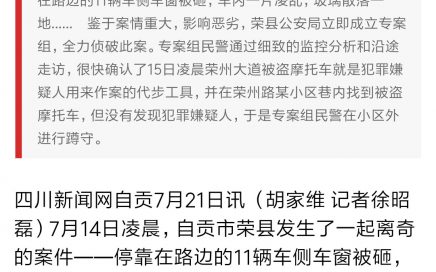 在路边的11辆车侧车窗被砸，车内一片凌乱，玻璃散落一
地……　鉴于案情重大，影响恶劣，荣县公安局立即成立专案
组，全力侦破此案。专案组民警通过细致的监控分析和沿途
走访，很快确认了15日凌晨荣州大道被盗摩托车就是犯罪嫌
疑人用来作案的代步工具，并在荣州路某小区巷内找到被盗
摩托车，但没有发现犯罪嫌疑人，于是专案组民警在小区外
进行蹲守。
四川新闻网自贡7月21日讯（胡家维 记者徐昭
磊）7月14日凌晨，自贡市荣县发生了一起离奇
的案件——停靠在路边的11辆车侧车窗被砸，